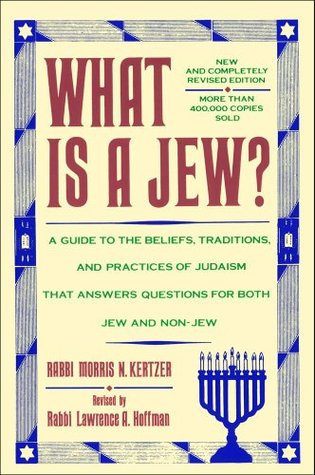 WHAT
IS A JEW?
NEW
AND COMPLETELY
REVISED EDITION
MORE THAN
400,000 COPIES
SOLD
A GUIDE TO THE BELIEFS, TRADITIONS,
AND PRACTICES OF JUDAISM
THAT ANSWERS QUESTIONS FOR BOTH
JEW AND NON-JEW
RABBI MORRIS N. KERTZER
Revised by
Rabbi Lawrence A. Hoffman